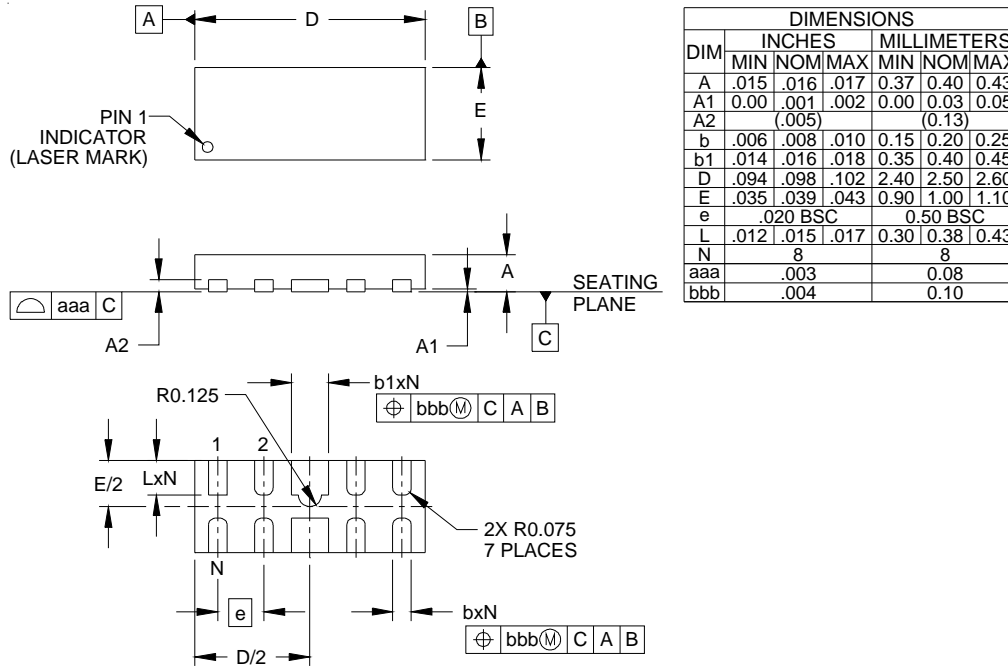 A
D
B
E
PIN 1
INDICATOR
(LASER MARK)
A
SEATING
PLANE
aaa C
A2
A1
C
b1xN
R0.125
bbb Ⓜ C A B
1 2
E/2
LxN
2X R0.075
7 PLACES
N
e
bxN
bbb Ⓜ C A B
D/2
DIMENSIONS
DIM INCHES MILLIMETERS
MIN NOM MAX MIN NOM MAX
A .015 .016 .017 0.37 0.40 0.43
A1 0.00 .001 .002 0.00 0.03 0.05
A2 (.005) (0.13)
b .006 .008 .010 0.15 0.20 0.25
b1 .014 .016 .018 0.35 0.40 0.45
D .094 .098 .102 2.40 2.50 2.60
E .035 .039 .043 0.90 1.00 1.10
e .020 BSC 0.50 BSC
L .012 .015 .017 0.30 0.38 0.43
N 8 8
aaa .003 0.08
bbb .004 0.10